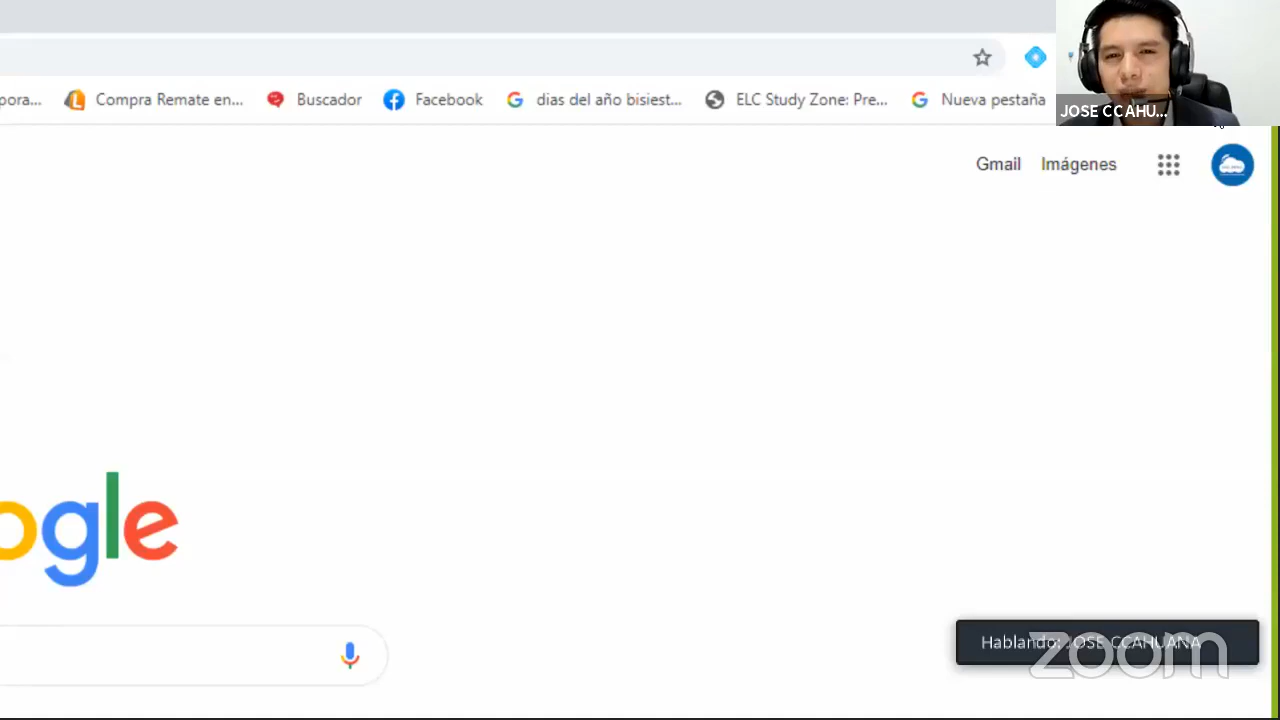 pora... Compra Remate en... Buscador Facebook dias del año bisiest... ELC Study Zone: Pre... Nueva pestaña
JOSE CCAHU...
Gmail Imágenes
ogle
Hablando: JOSE CCAHUANA
zoom